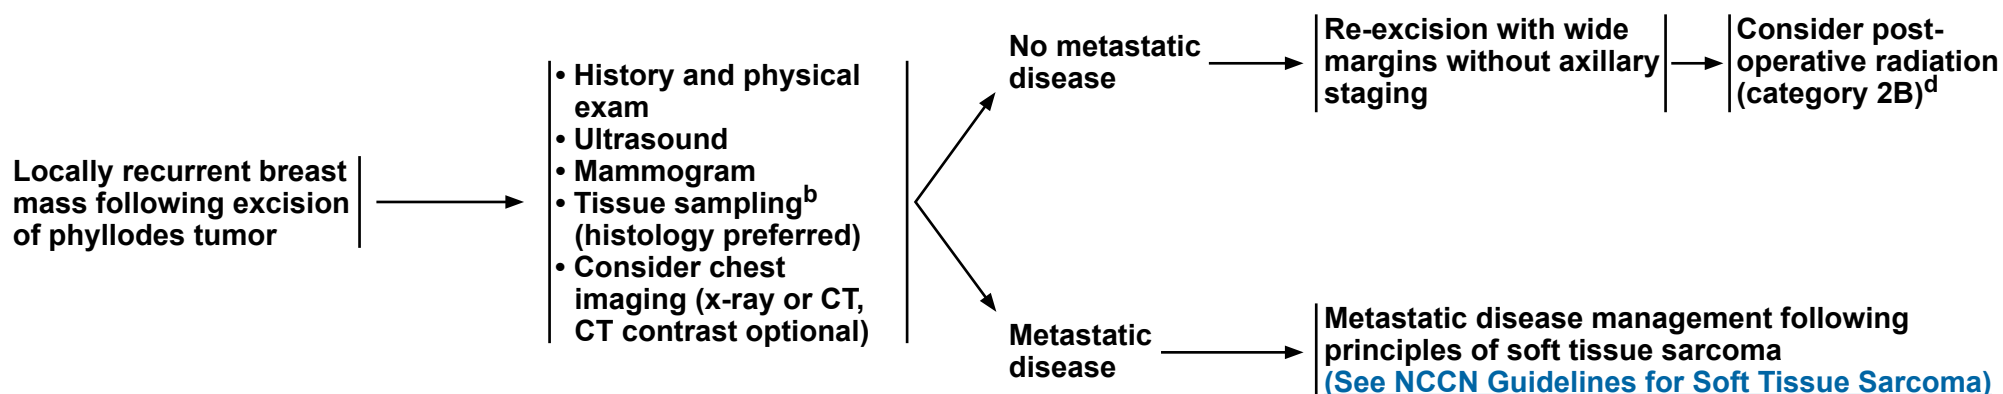 Locally recurrent breast
mass following excision
of phyllodes tumor
• History and physical
exam
• Ultrasound
• Mammogram
• Tissue samplingb
(histology preferred)
• Consider chest
imaging (x-ray or CT,
CT contrast optional)
No metastatic
disease
Re-excision with wide
margins without axillary
staging
Consider post-
operative radiation
(category 2B)d
Metastatic
disease
Metastatic disease management following
principles of soft tissue sarcoma
(See NCCN Guidelines for Soft Tissue Sarcoma)